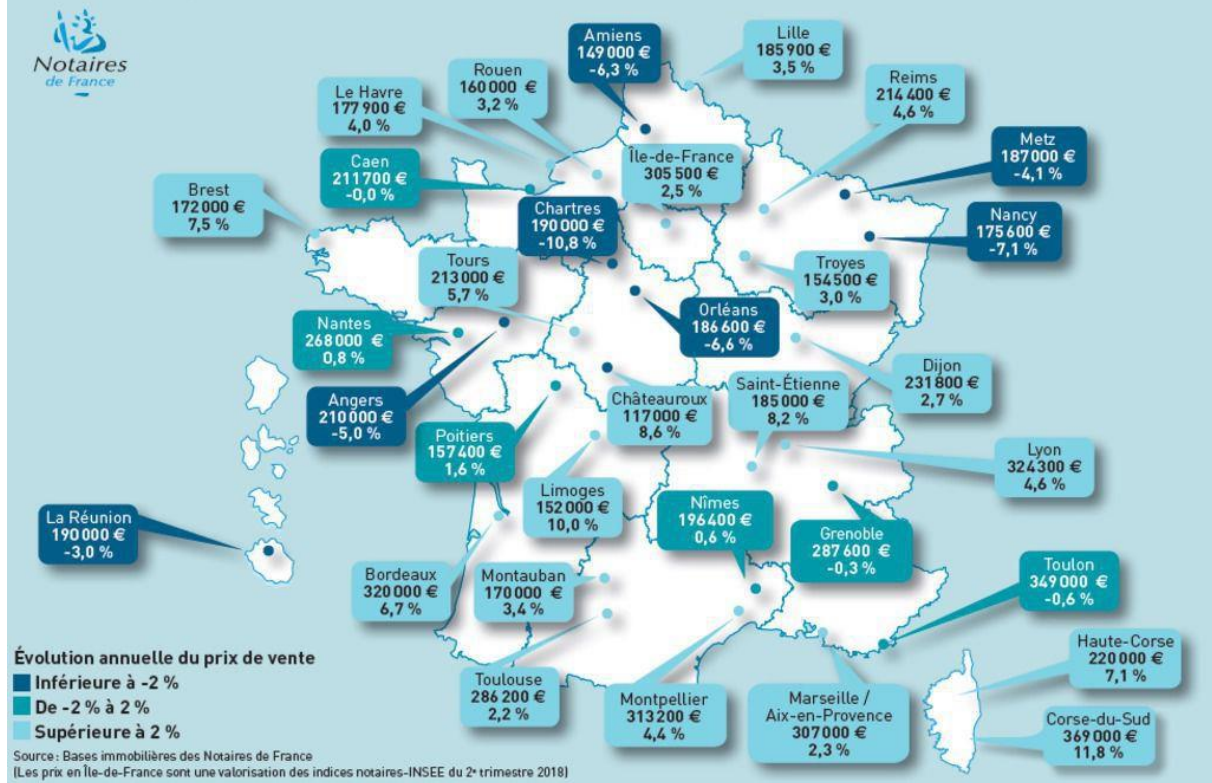 Notaires
de France
Amiens
149 000 €
-6,3 %
Lille
185 900 €
3,5 %
Rouen
160 000 €
3,2 %
Reims
214 400 €
4,6 %
Le Havre
177 900 €
4,0 %
Metz
187 000 €
-4,1 %
Île-de-France
305 500 €
2,5 %
Caen
211 700 €
-0,0 %
Brest
172 000 €
7,5 %
Chartres
190 000 €
-10,8 %
Nancy
175 600 €
-7,1 %
Tours
213 000 €
5,7 %
Troyes
154 500 €
3,0 %
Nantes
268 000 €
0,8 %
Orléans
186 600 €
-6,6 %
Dijon
231 800 €
2,7 %
Angers
210 000 €
-5,0 %
Châteauroux
117 000 €
8,6 %
Saint-Étienne
185 000 €
8,2 %
Poitiers
157 400 €
1,6 %
Lyon
324 300 €
4,6 %
Limoges
152 000 €
10,0 %
Nîmes
196 400 €
0,6 %
La Réunion
190 000 €
-3,0 %
Grenoble
287 600 €
-0,3 %
Toulon
349 000 €
-0,6 %
Bordeaux
320 000 €
6,7 %
Montauban
170 000 €
3,4 %
Haute-Corse
220 000 €
7,1 %
Toulouse
286 200 €
2,2 %
Montpellier
313 200 €
4,4 %
Marseille /
Aix-en-Provence
307 000 €
2,3 %
Corse-du-Sud
369 000 €
11,8 %
Évolution annuelle du prix de vente
Inférieure à -2 %
De -2 % à 2 %
Supérieure à 2 %
Source : Bases immobilières des Notaires de France
(Les prix en Île-de-France sont une valorisation des indices notaires-INSEE du 2e trimestre 2018)